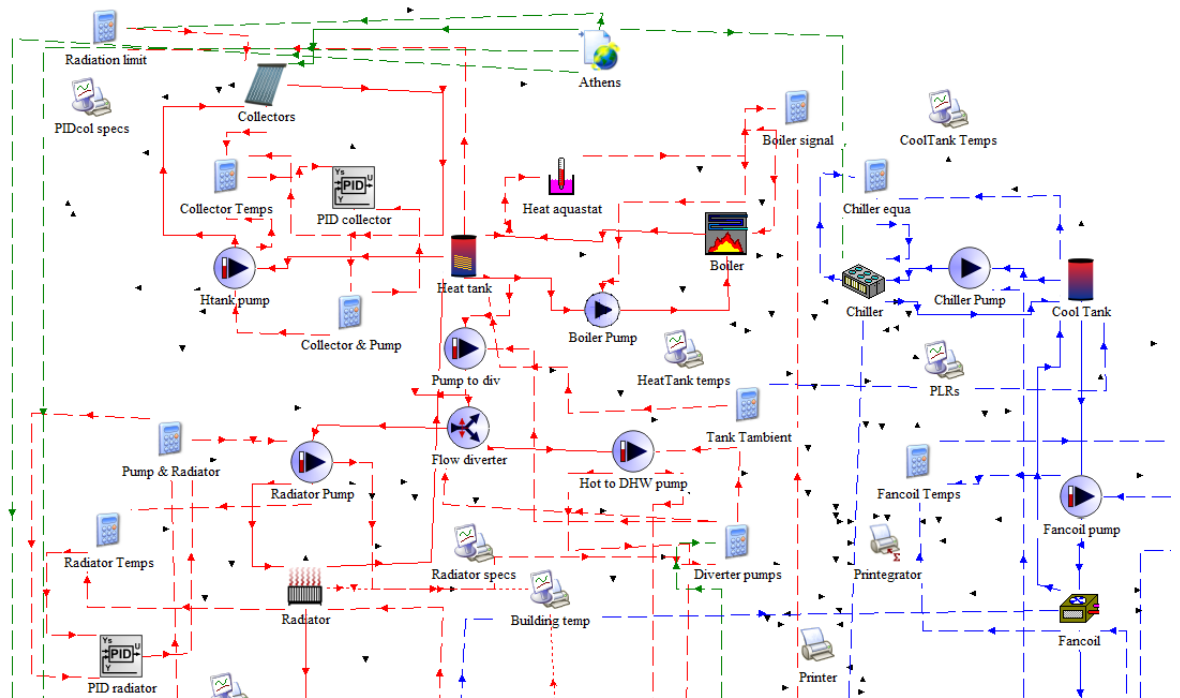 Radiation limit
Athens
PIDcol specs
Collectors
Boiler signal
CoolTank Temps
Ys
PID
U
Y
Collector Temps
PID collector
Heat aquastat
Chiller equa
Boiler
Htank pump
Heat tank
Chiller
Chiller Pump
Cool Tank
Collector & Pump
Boiler Pump
Pump to div
HeatTank temps
PLRs
Tank Tambient
Flow diverter
Pump & Radiator
Radiator Pump
Hot to DHW pump
Fancoil Temps
Fancoil pump
Radiator Temps
Radiator specs
Diverter pumps
Printegrator
Σ
Radiator
Building temp
Fancoil
Ys
PID
U
Y
PID radiator
Printer